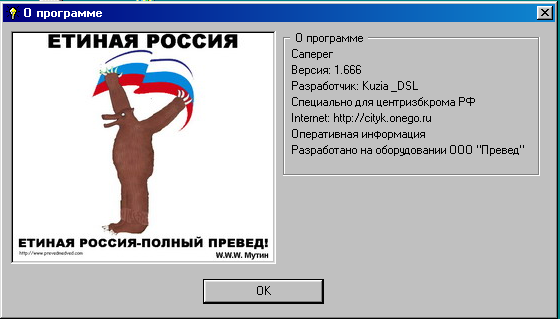 О программе
ЕТИНАЯ РОССИЯ
ЕТИНАЯ РОССИЯ-ПОЛНЫЙ ПРЕВЕД!
http://www.prevedmedved.com
W.W.W. Мутин
О программе
Саперег
Версия: 1.666
Разработчик: Kuzia _DSL
Специально для центризбкрома РФ
Internet: http://cityk.onego.ru
Оперативная информация
Разработано на оборудовании ООО "Превед"
OK